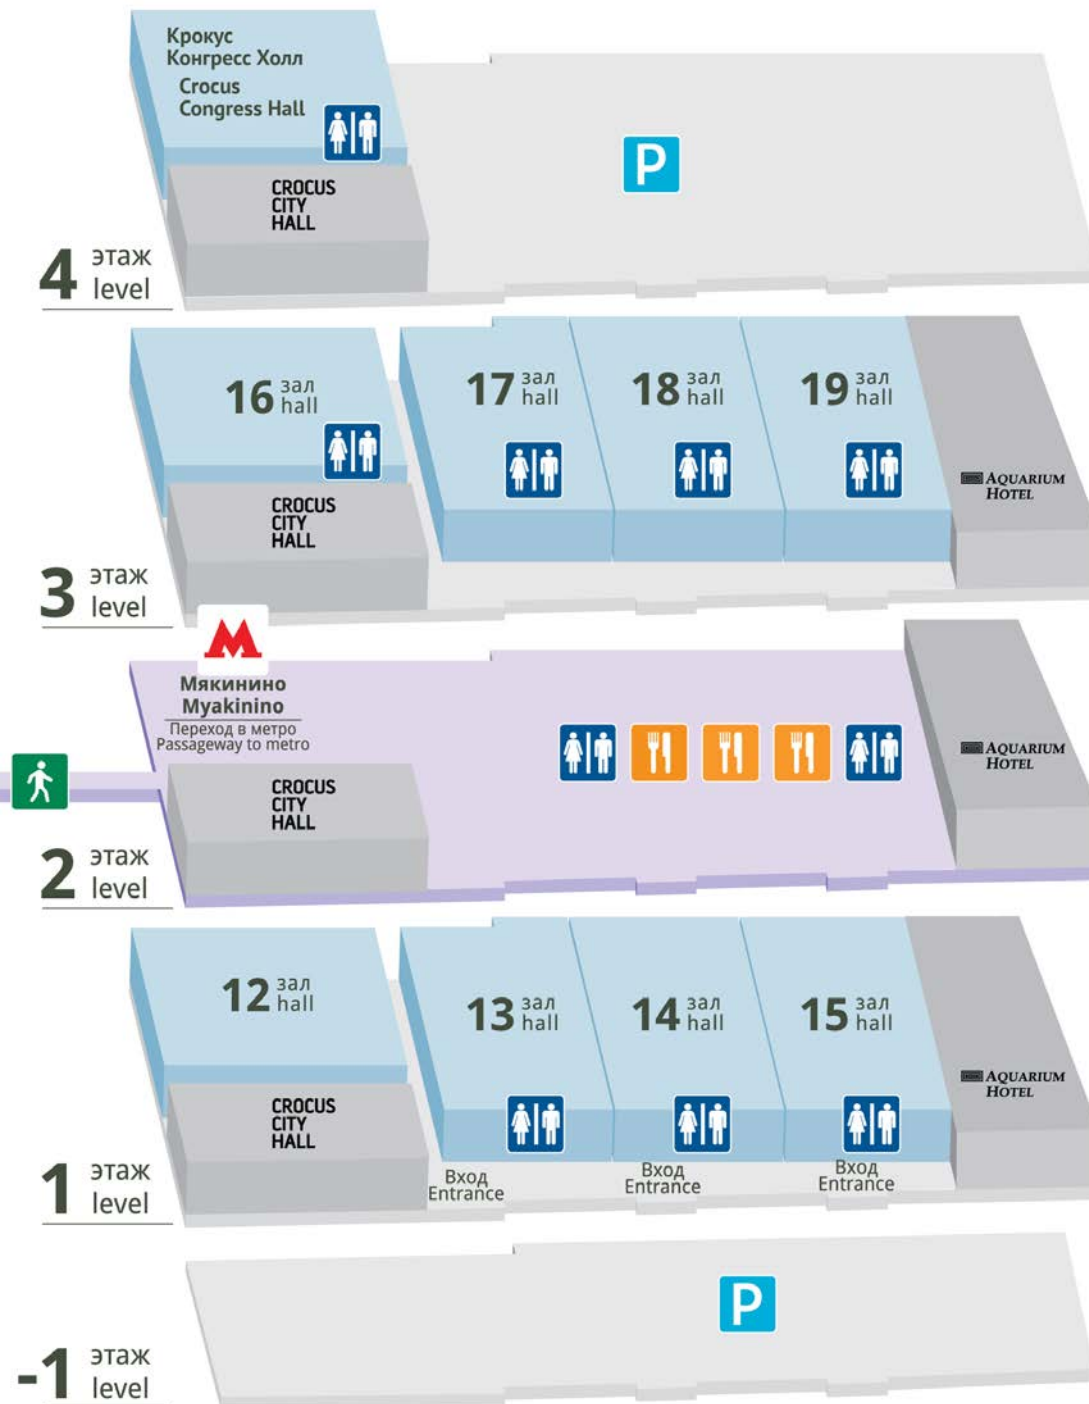 Крокус
Конгресс Холл
Crocus
Congress Hall
P
CROCUS
CITY
HALL
4 этаж
level
16 зал
hall
17 зал
hall
18 зал
hall
19 зал
hall
CROCUS
CITY
HALL
AQUARIUM
HOTEL
3 этаж
level
М
Мякинино
Myakinino
Переход в метро
Passageway to metro
CROCUS
CITY
HALL
AQUARIUM
HOTEL
2 этаж
level
12 зал
hall
13 зал
hall
14 зал
hall
15 зал
hall
CROCUS
CITY
HALL
AQUARIUM
HOTEL
Вход
Entrance
Вход
Entrance
Вход
Entrance
1 этаж
level
P
-1 этаж
level